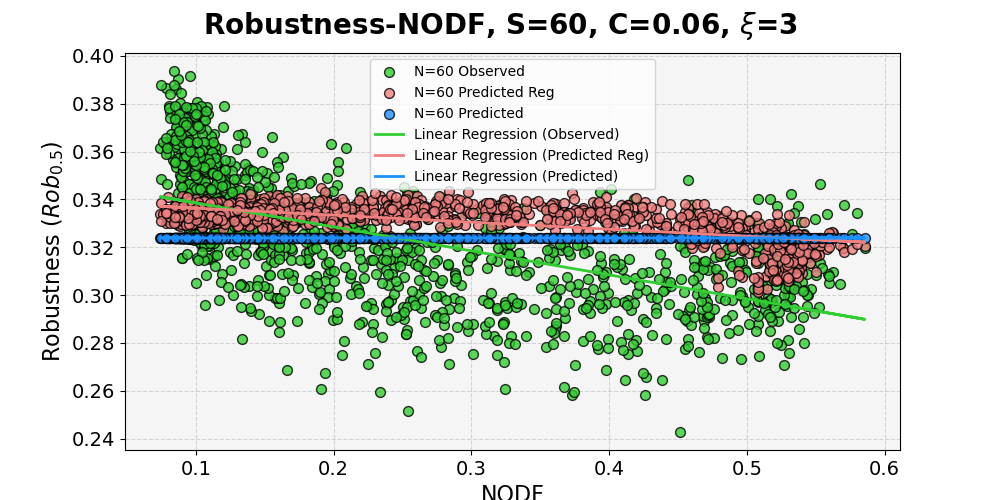 Robustness-NODF, S=60, C=0.06, ξ=3
Robustness (Rob0.5)
0.40
0.38
0.36
0.34
0.32
0.30
0.28
0.26
0.24
N=60 Observed
N=60 Predicted Reg
N=60 Predicted
Linear Regression (Observed)
Linear Regression (Predicted Reg)
Linear Regression (Predicted)
0.1 0.2 0.3 0.4 0.5 0.6
NODF